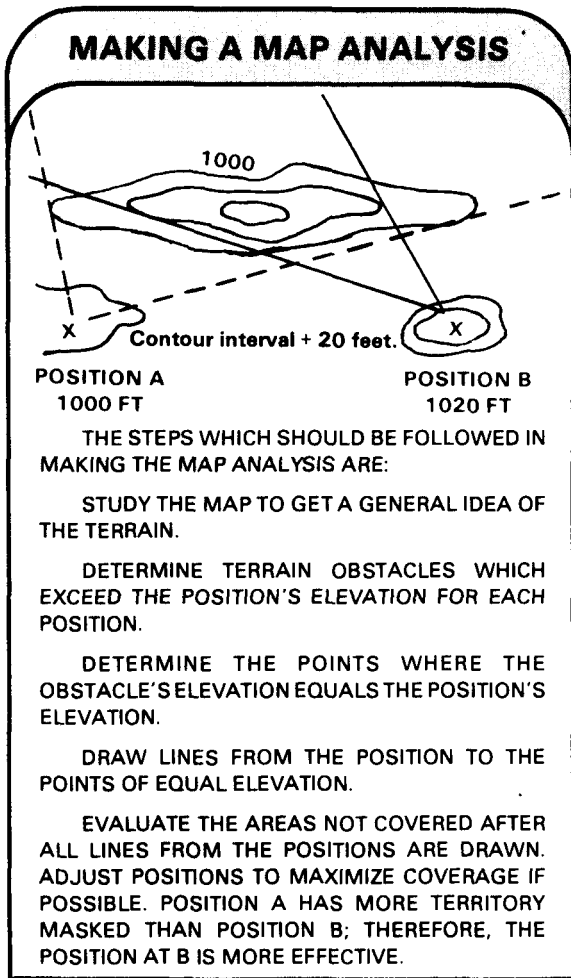 MAKING A MAP ANALYSIS
1000
X
X
Contour interval + 20 feet.
POSITION A
1000 FT
POSITION B
1020 FT
THE STEPS WHICH SHOULD BE FOLLOWED IN
MAKING THE MAP ANALYSIS ARE:
STUDY THE MAP TO GET A GENERAL IDEA OF
THE TERRAIN.
DETERMINE TERRAIN OBSTACLES WHICH
EXCEED THE POSITION'S ELEVATION FOR EACH
POSITION.
DETERMINE THE POINTS WHERE THE
OBSTACLE'S ELEVATION EQUALS THE POSITION'S
ELEVATION.
DRAW LINES FROM THE POSITION TO THE
POINTS OF EQUAL ELEVATION.
EVALUATE THE AREAS NOT COVERED AFTER
ALL LINES FROM THE POSITIONS ARE DRAWN.
ADJUST POSITIONS TO MAXIMIZE COVERAGE IF
POSSIBLE. POSITION A HAS MORE TERRITORY
MASKED THAN POSITION B; THEREFORE, THE
POSITION AT B IS MORE EFFECTIVE.